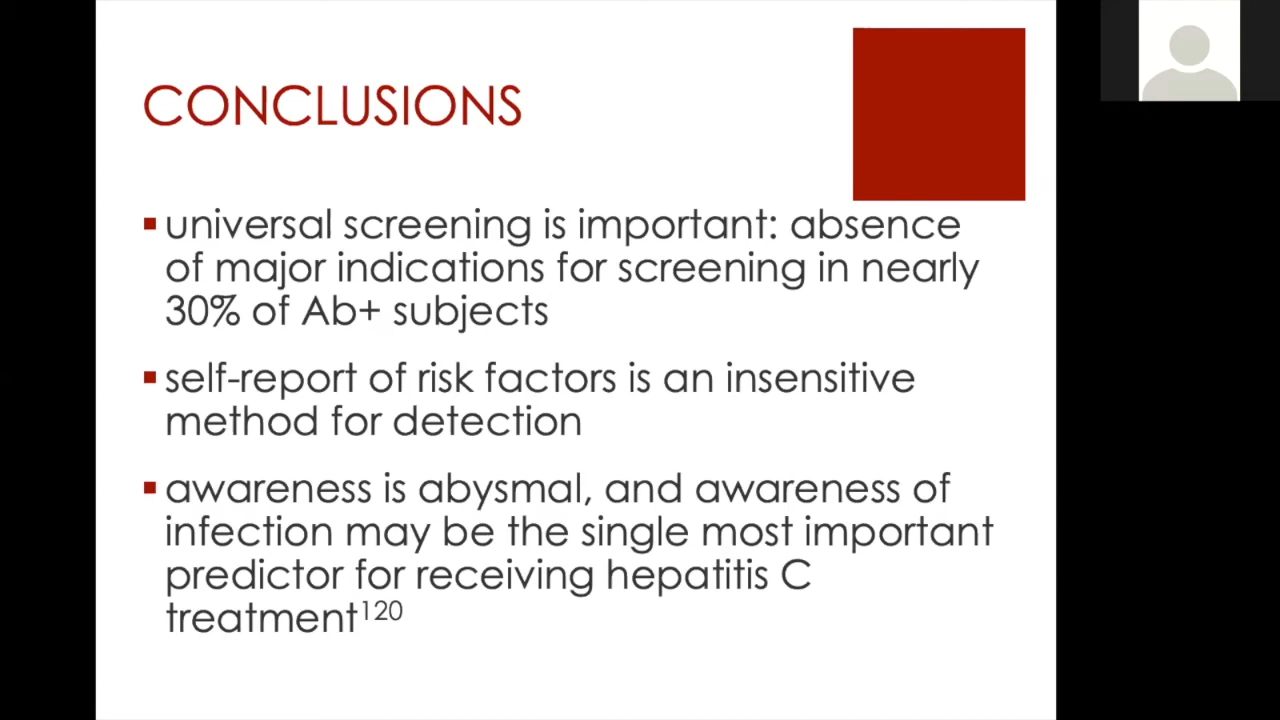 CONCLUSIONS
universal screening is important: absence
of major indications for screening in nearly
30% of Ab+ subjects
self-report of risk factors is an insensitive
method for detection
awareness is abysmal, and awareness of
infection may be the single most important
predictor for receiving hepatitis C
treatment¹²⁰